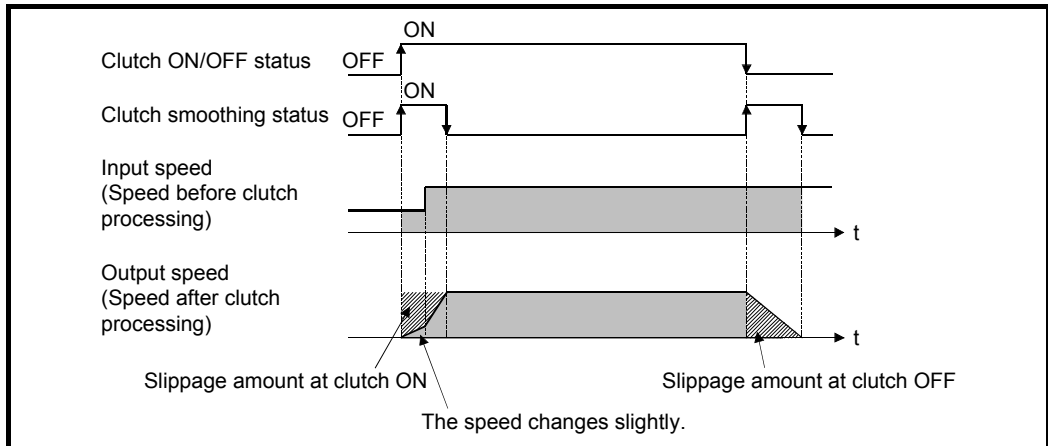 ON
Clutch ON/OFF status OFF
ON
Clutch smoothing status OFF
Input speed
(Speed before clutch
processing)
t
Output speed
(Speed after clutch
processing)
t
Slippage amount at clutch ON
Slippage amount at clutch OFF
The speed changes slightly.